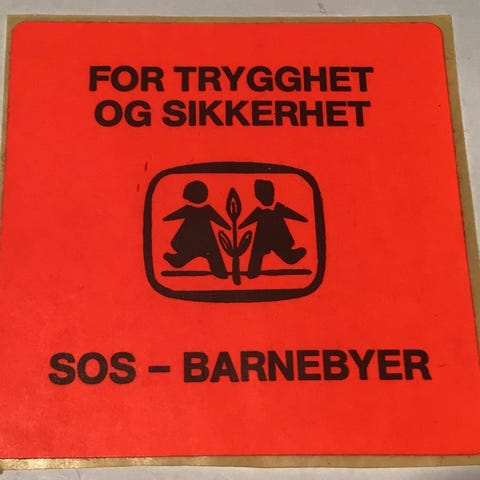 FOR TRYGGHET
OG SIKKERHET
SOS – BARNEBYER